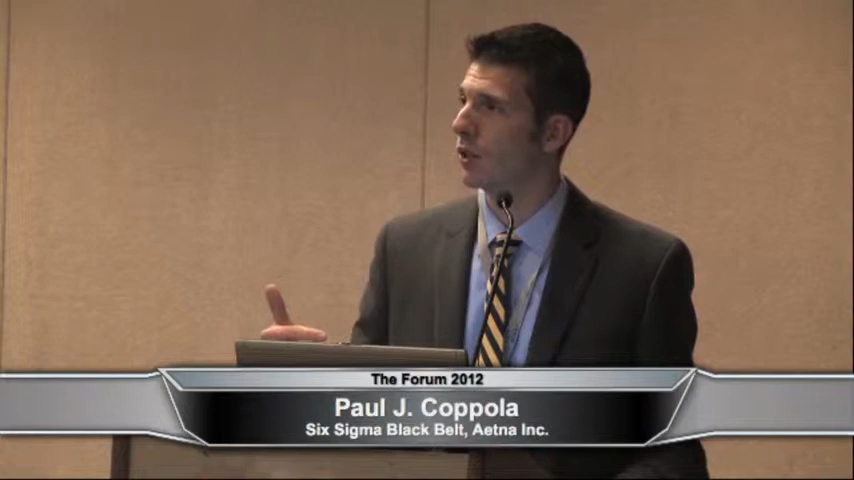 The Forum 2012
Paul J. Coppola
Six Sigma Black Belt, Aetna Inc.